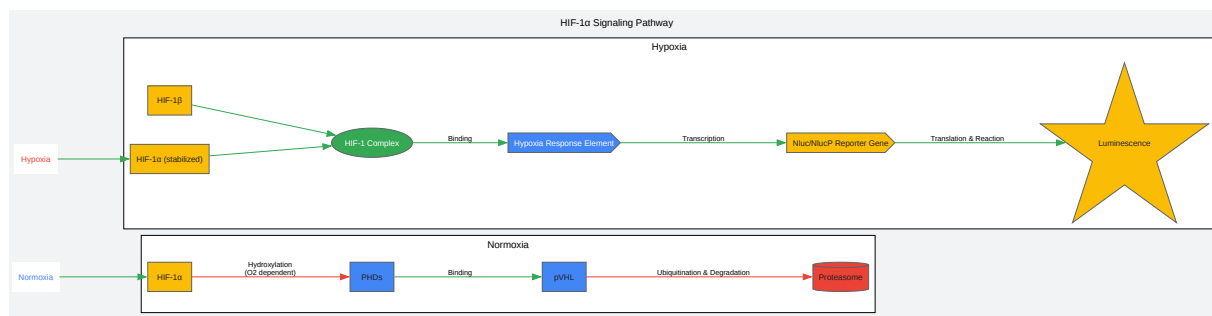 HIF-1α Signaling Pathway
Hypoxia
HIF-1β
Hypoxia
HIF-1α (stabilized)
HIF-1 Complex
Binding
Hypoxia Response Element
Transcription
Nluc/NlucP Reporter Gene
Translation & Reaction
Luminescence
Normoxia
Normoxia
HIF-1α
Hydroxylation
(O2 dependent)
PHDs
Binding
pVHL
Ubiquitination & Degradation
Proteasome